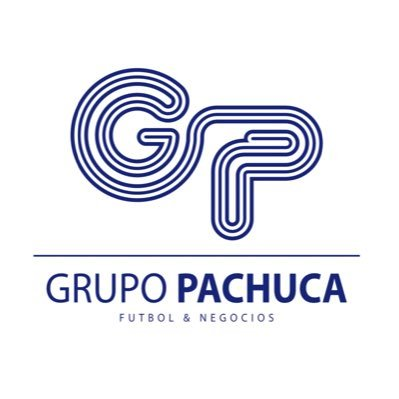 GP
GRUPO PACHUCA
FUTBOL & NEGOCIOS